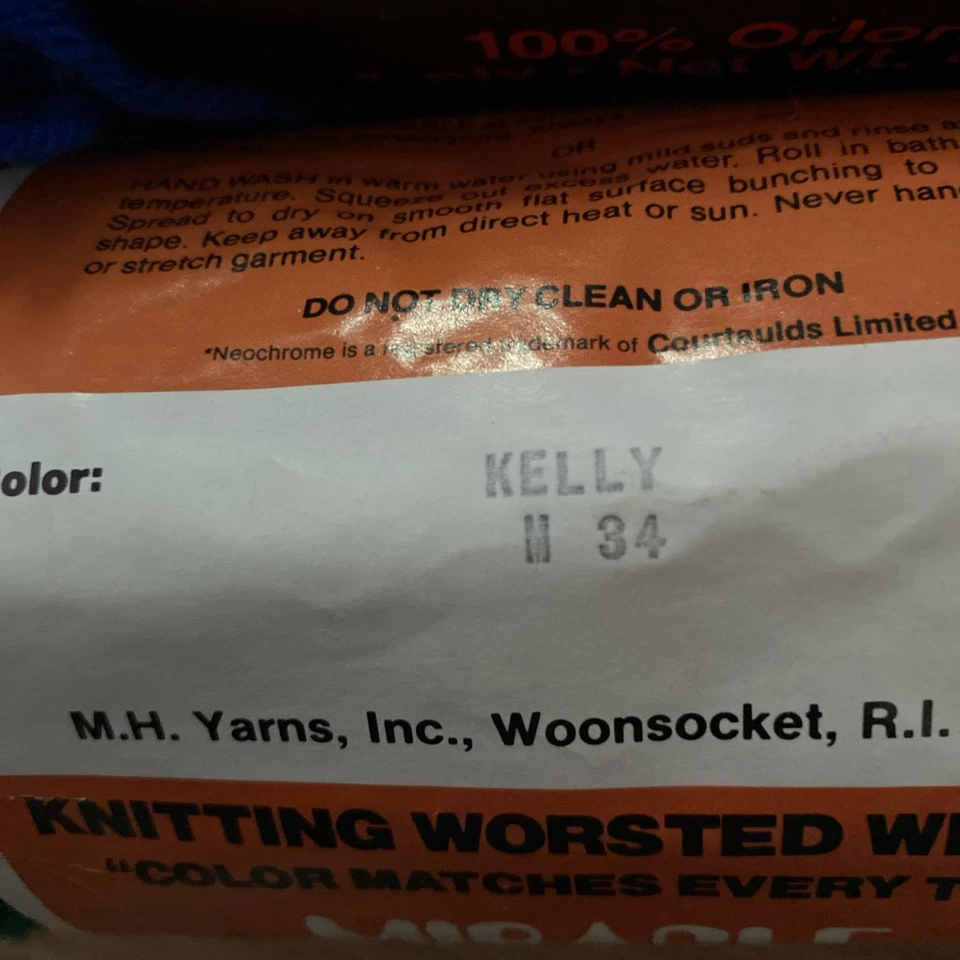 100% Orlon
OR
HAND WASH in warm water using mild suds and rinse a
temperature. Squeeze out excess water. Roll in bath
Spread to dry on smooth flat surface bunching to
shape. Keep away from direct heat or sun. Never han
or stretch garment.
DO NOT DRY CLEAN OR IRON
*Neochrome is a registered trademark of Courtaulds Limited
olor:
KELLY
34
M.H. Yarns, Inc., Woonsocket, R.I.
KNITTING WORSTED WE
"COLOR MATCHES EVERY T
MIRACLE